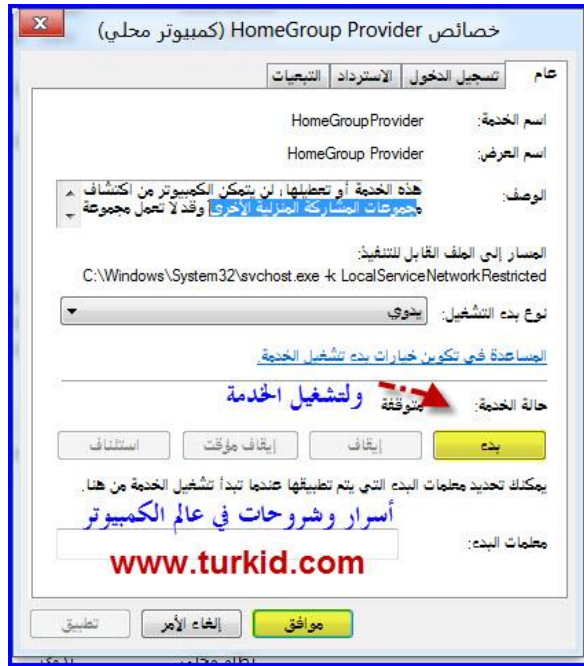 خصائص HomeGroup Provider (كمبيوتر محلي)
عام تسجيل الدخول الاسترداد التبعيات
اسم الخدمة: HomeGroupProvider
اسم العرض: HomeGroup Provider
الوصف: هذه الخدمة أو تعطيلها، لن يتمكن الكمبيوتر من اكتشاف
مجموعات المشاركة المنزلية الأخرى وقد لا تعمل مجموعة
المسار إلى الملف القابل للتنفيذ:
C:\Windows\System32\svchost.exe -k LocalServiceNetworkRestricted
نوع بدء التشغيل: يدوي
المساعدة في تكوين خيارات بدء تشغيل الخدمة.
حالة الخدمة: متوقفة ولتشغيل الخدمة
بدء إيقاف إيقاف مؤقت استئناف
يمكنك تحديد معلمات البدء التي يتم تطبيقها عندما تبدأ تشغيل الخدمة من هنا.
أسرار وشروحات في عالم الكمبيوتر
معلمات البدء:
www.turkid.com
موافق إلغاء الأمر تطبيق